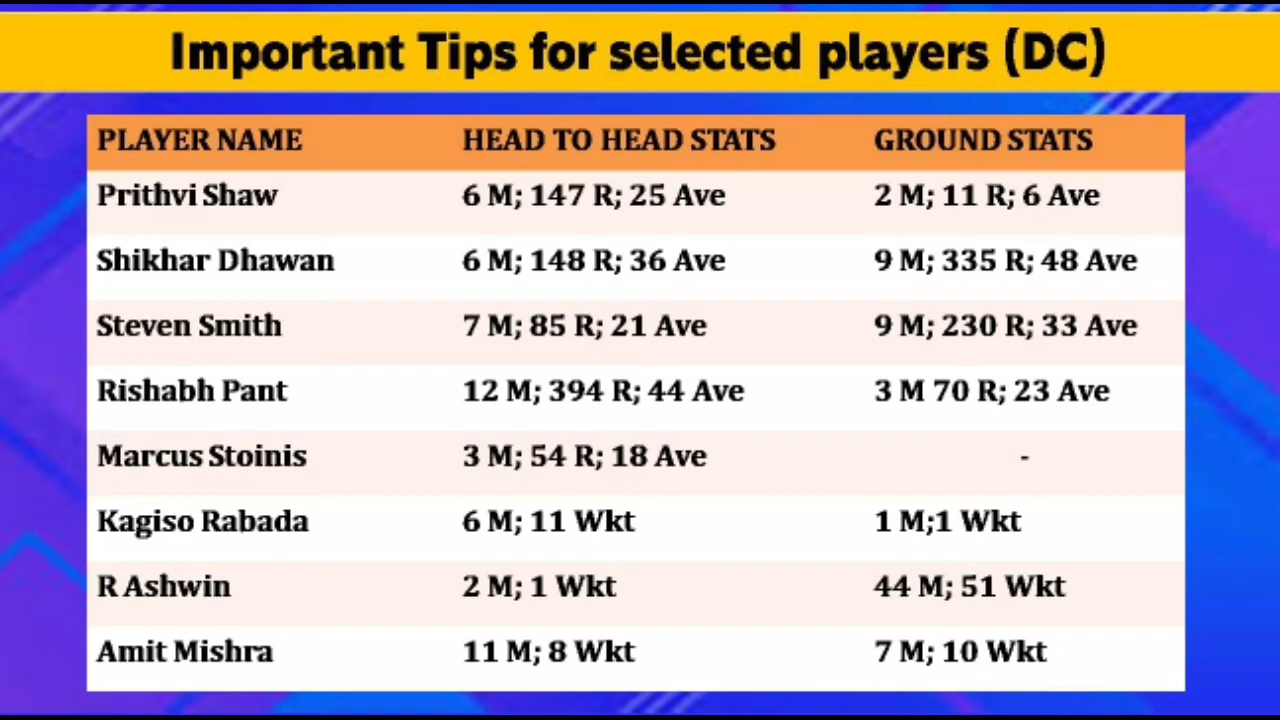 Important Tips for selected players (DC)
PLAYER NAME HEAD TO HEAD STATS GROUND STATS
Prithvi Shaw 6 M; 147 R; 25 Ave 2 M; 11 R; 6 Ave
Shikhar Dhawan 6 M; 148 R; 36 Ave 9 M; 335 R; 48 Ave
Steven Smith 7 M; 85 R; 21 Ave 9 M; 230 R; 33 Ave
Rishabh Pant 12 M; 394 R; 44 Ave 3 M 70 R; 23 Ave
Marcus Stoinis 3 M; 54 R; 18 Ave -
Kagiso Rabada 6 M; 11 Wkt 1 M;1 Wkt
R Ashwin 2 M; 1 Wkt 44 M; 51 Wkt
Amit Mishra 11 M; 8 Wkt 7 M; 10 Wkt